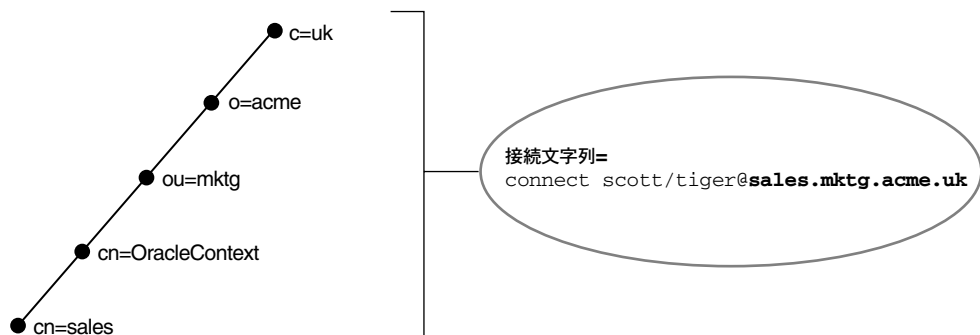 c=uk
o=acme
ou=mktg
cn=OracleContext
cn=sales
接続文字列=
connect scott/tiger@sales.mktg.acme.uk